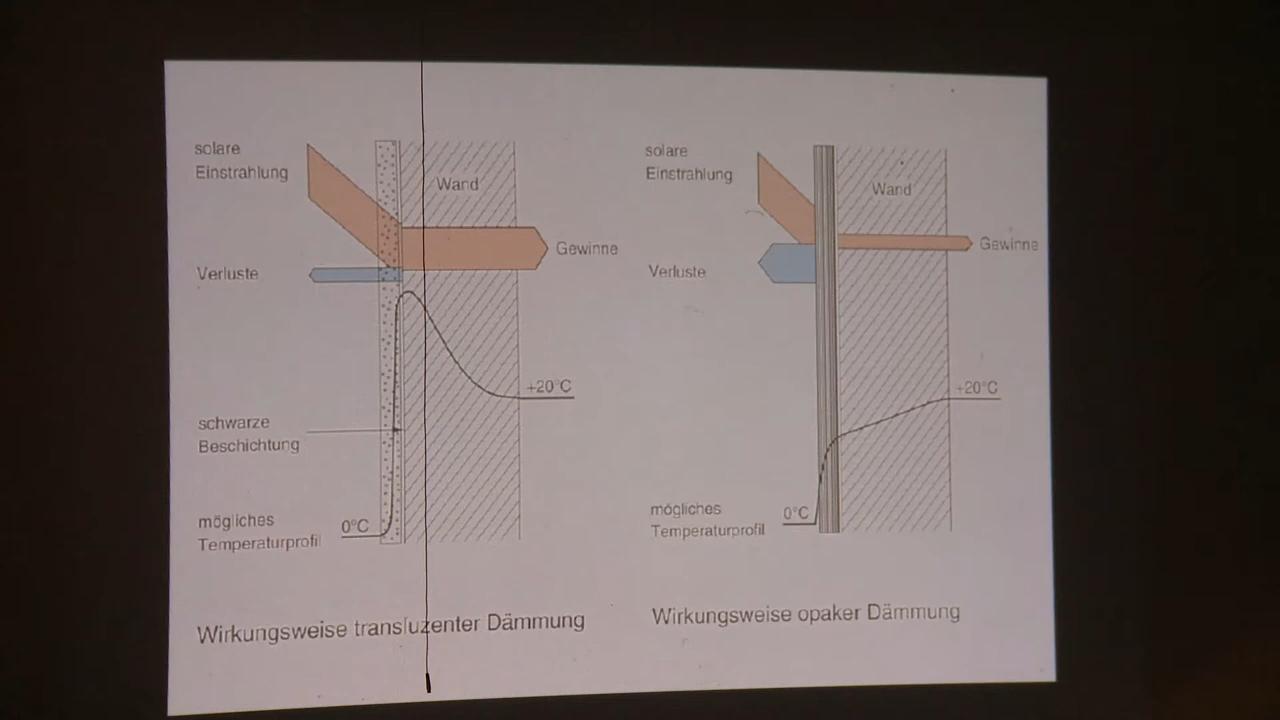 solare
Einstrahlung
Wand
Gewinne
Verluste
+20°C
schwarze
Beschichtung
mögliches
Temperaturprofil
0°C
Wirkungsweise transluzenter Dämmung
solare
Einstrahlung
Wand
Gewinne
Verluste
+20°C
mögliches
Temperaturprofil
0°C
Wirkungsweise opaker Dämmung